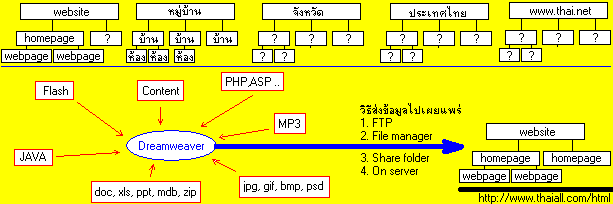 website หมู่บ้าน จังหวัด ประเทศไทย www.thai.net
homepage ? บ้าน บ้าน บ้าน ? ? ? ? ? ? ? ? ?
webpage webpage ห้อง ห้อง ห้อง ? ? ? ? ? ?
Flash
Content
PHP,ASP ..
MP3
JAVA
Dreamweaver
doc, xls, ppt, mdb, zip
jpg, gif, bmp, psd
วิธีส่งข้อมูลไปเผยแพร่
1. FTP
2. File manager
3. Share folder
4. On server
website
homepage homepage
webpage webpage
http://www.thaiall.com/html